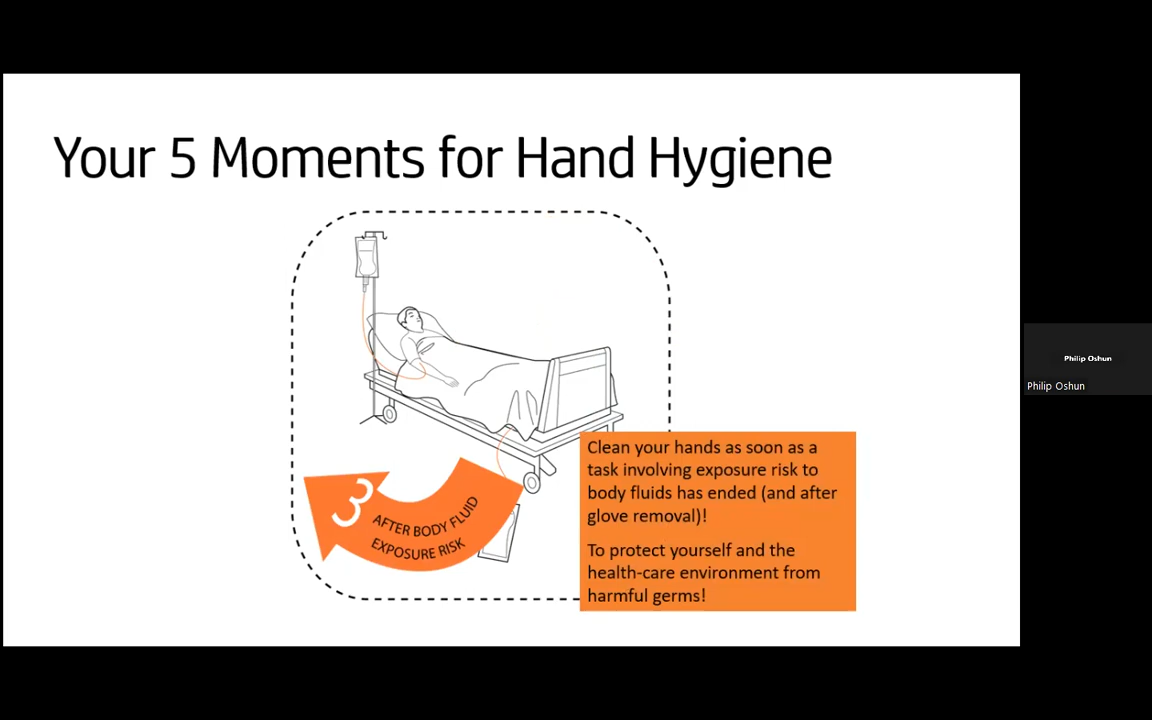 Your 5 Moments for Hand Hygiene
3
AFTER BODY FLUID
EXPOSURE RISK
Clean your hands as soon as a
task involving exposure risk to
body fluids has ended (and after
glove removal)!
To protect yourself and the
health-care environment from
harmful germs!
Philip Oshun
Philip Oshun